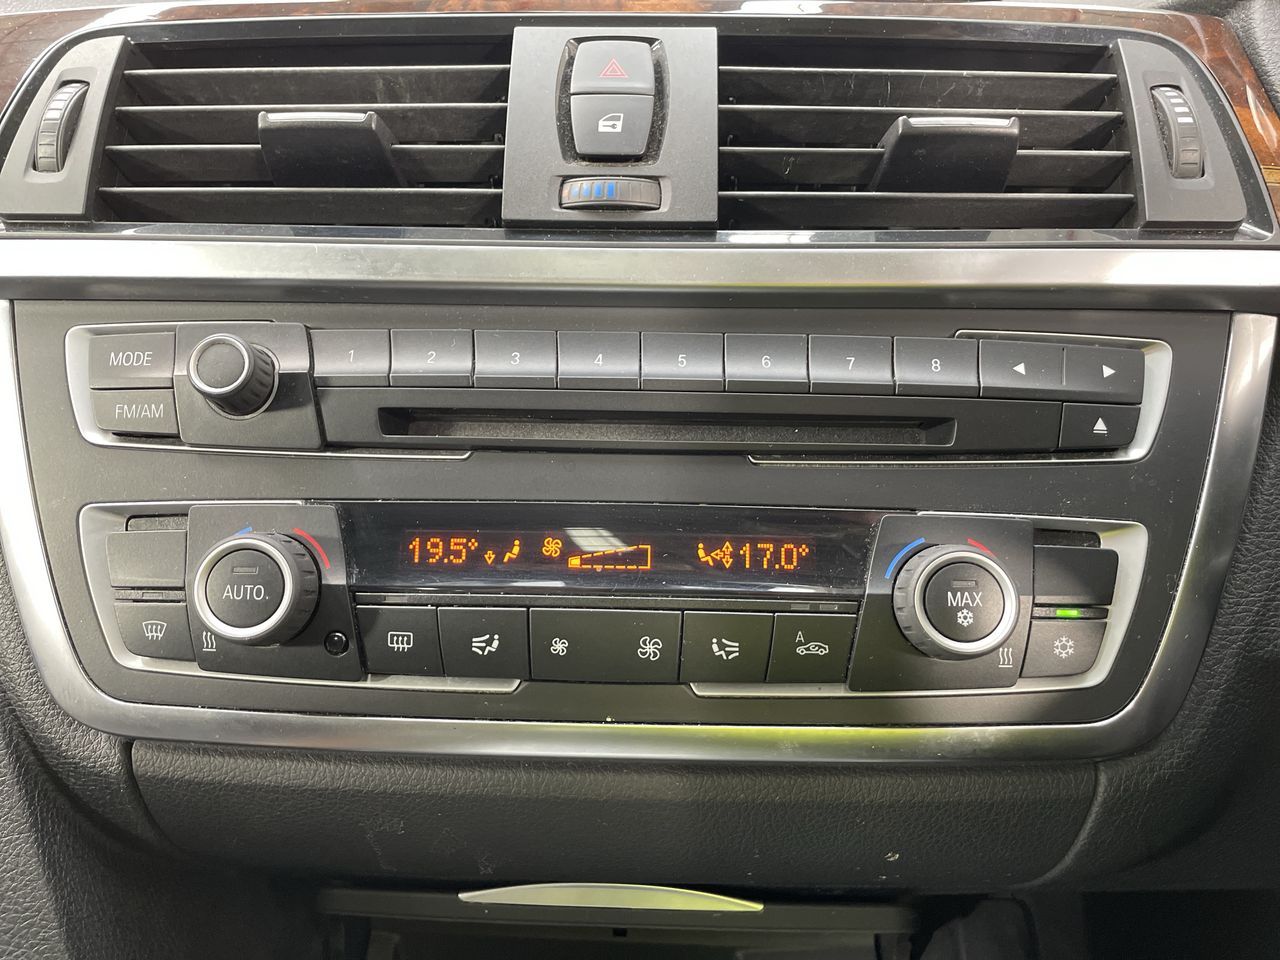 MODE
1 2 3 4 5 6 7 8
FM/AM
19.5° 17.0°
AUTO.
MAX
A